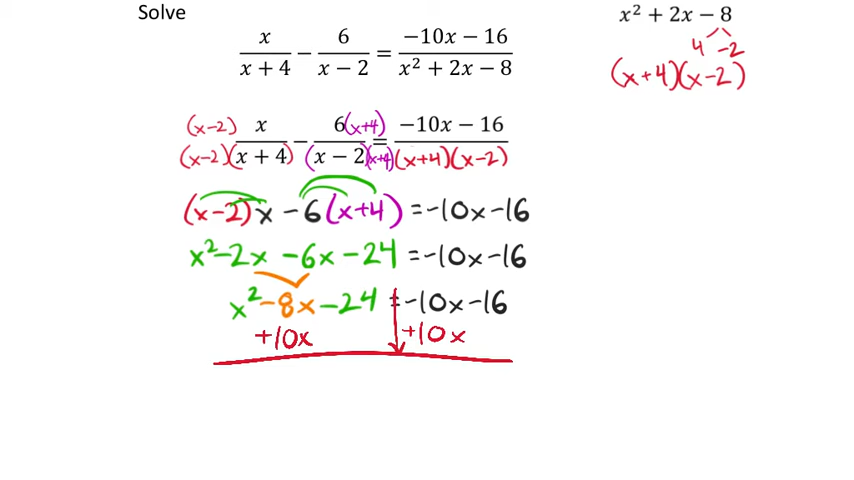 Solve
x/(x + 4) − 6/(x − 2) = (−10x − 16)/(x² + 2x − 8)
x² + 2x − 8
4 -2
(x+4)(x-2)
(x-2) x/(x-2)(x + 4) − 6(x+4)/(x − 2)(x+4) = −10x − 16/(x+4)(x-2)
(x-2)x -6(x+4) = -10x -16
x² -2x -6x -24 = -10x -16
x² -8x -24 = -10x -16
+10x +10x